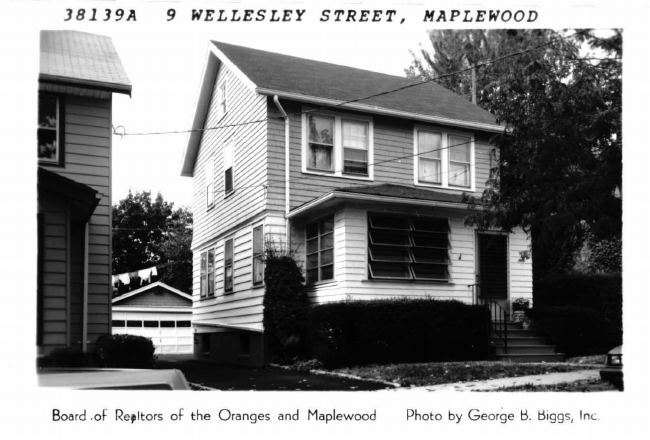 38139A 9 WELLESLEY STREET, MAPLEWOOD
Board of Realtors of the Oranges and Maplewood Photo by George B. Biggs, Inc.